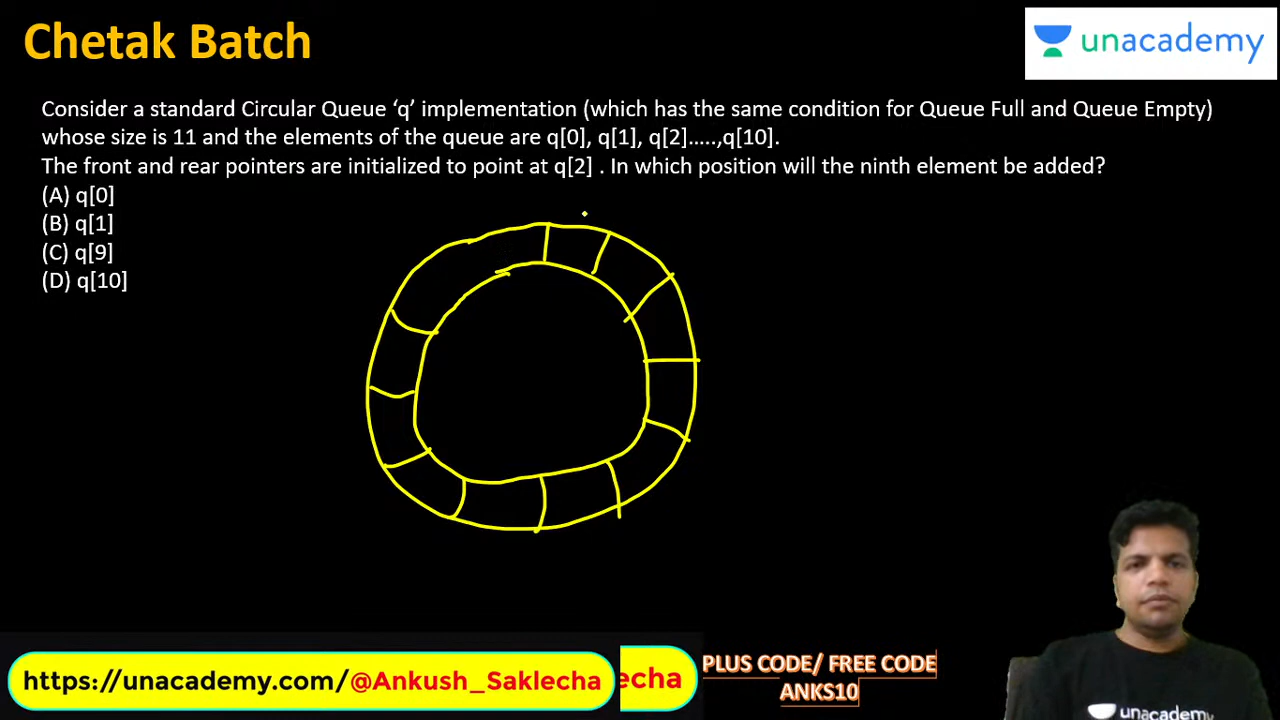 Chetak Batch
unacademy
Consider a standard Circular Queue ‘q’ implementation (which has the same condition for Queue Full and Queue Empty)
whose size is 11 and the elements of the queue are q[0], q[1], q[2]…..,q[10].
The front and rear pointers are initialized to point at q[2] . In which position will the ninth element be added?
(A) q[0]
(B) q[1]
(C) q[9]
(D) q[10]
https://unacademy.com/@Ankush_Saklecha
echa
PLUS CODE/ FREE CODE
ANKS10
unacademy